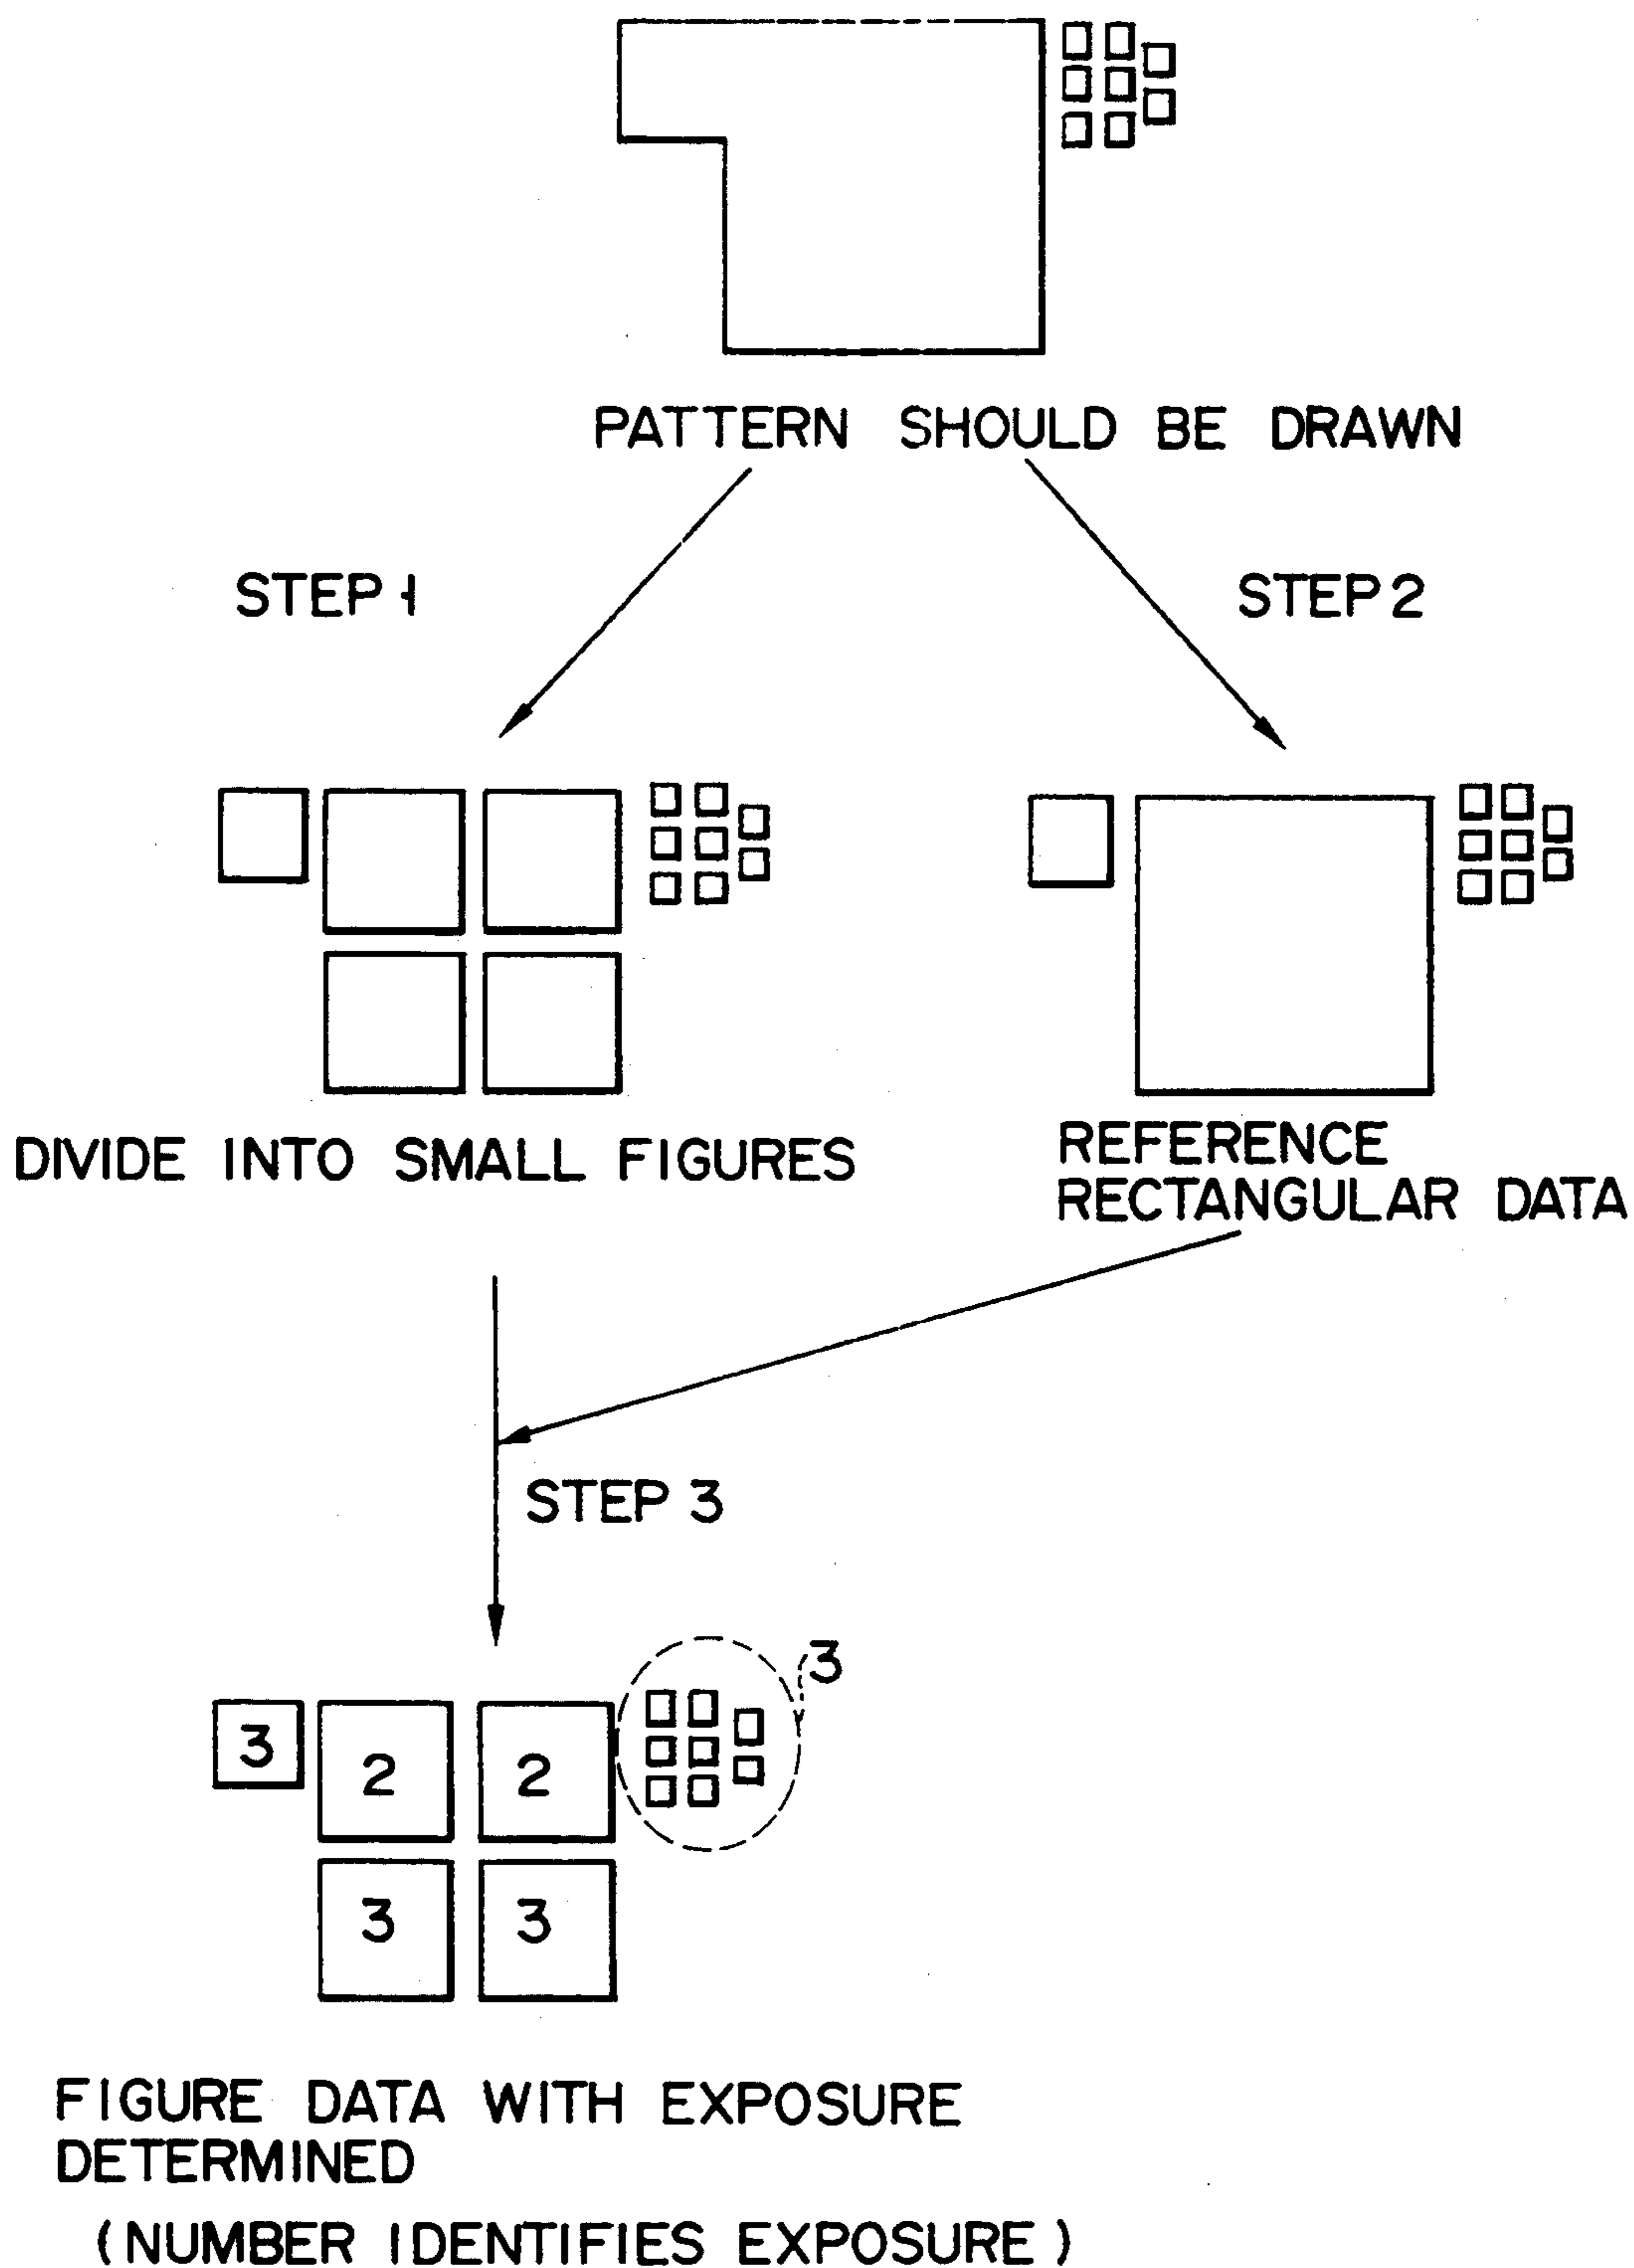 PATTERN SHOULD BE DRAWN
STEP 1
STEP 2
DIVIDE INTO SMALL FIGURES
REFERENCE
RECTANGULAR DATA
STEP 3
3
3
2
2
3
3
FIGURE DATA WITH EXPOSURE
DETERMINED
(NUMBER IDENTIFIES EXPOSURE)